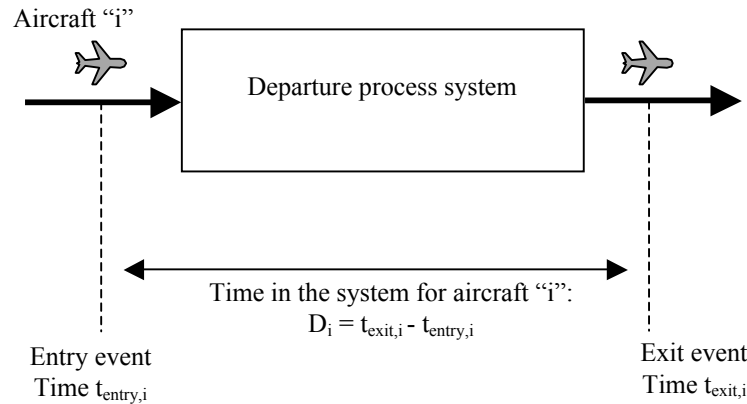 Aircraft “i”
Departure process system
Time in the system for aircraft “i”:
Dᵢ = t_exit,i - t_entry,i
Entry event
Time t_entry,i
Exit event
Time t_exit,i